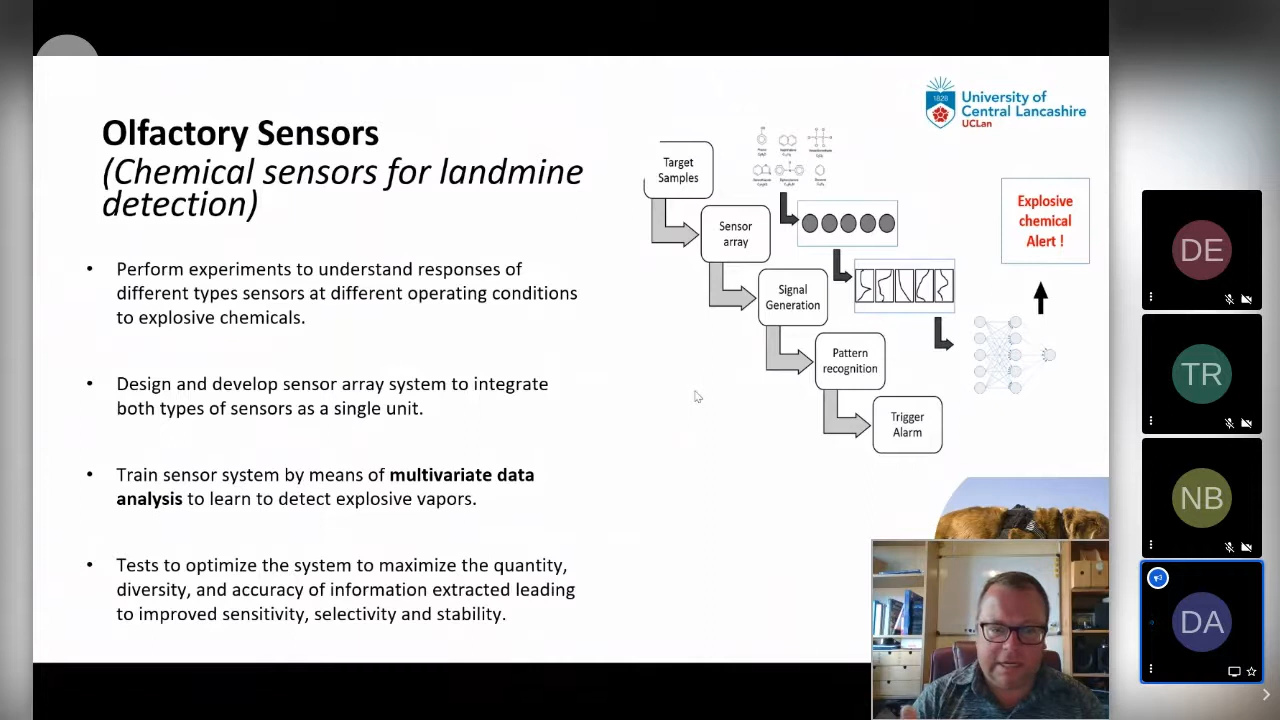 Olfactory Sensors
(Chemical sensors for landmine
detection)
• Perform experiments to understand responses of
different types sensors at different operating conditions
to explosive chemicals.
• Design and develop sensor array system to integrate
both types of sensors as a single unit.
• Train sensor system by means of multivariate data
analysis to learn to detect explosive vapors.
• Tests to optimize the system to maximize the quantity,
diversity, and accuracy of information extracted leading
to improved sensitivity, selectivity and stability.
Target
Samples
Sensor
array
Signal
Generation
Pattern
recognition
Trigger
Alarm
Explosive
chemical
Alert !
1828
University of
Central Lancashire
UCLan
DE
TR
NB
DA